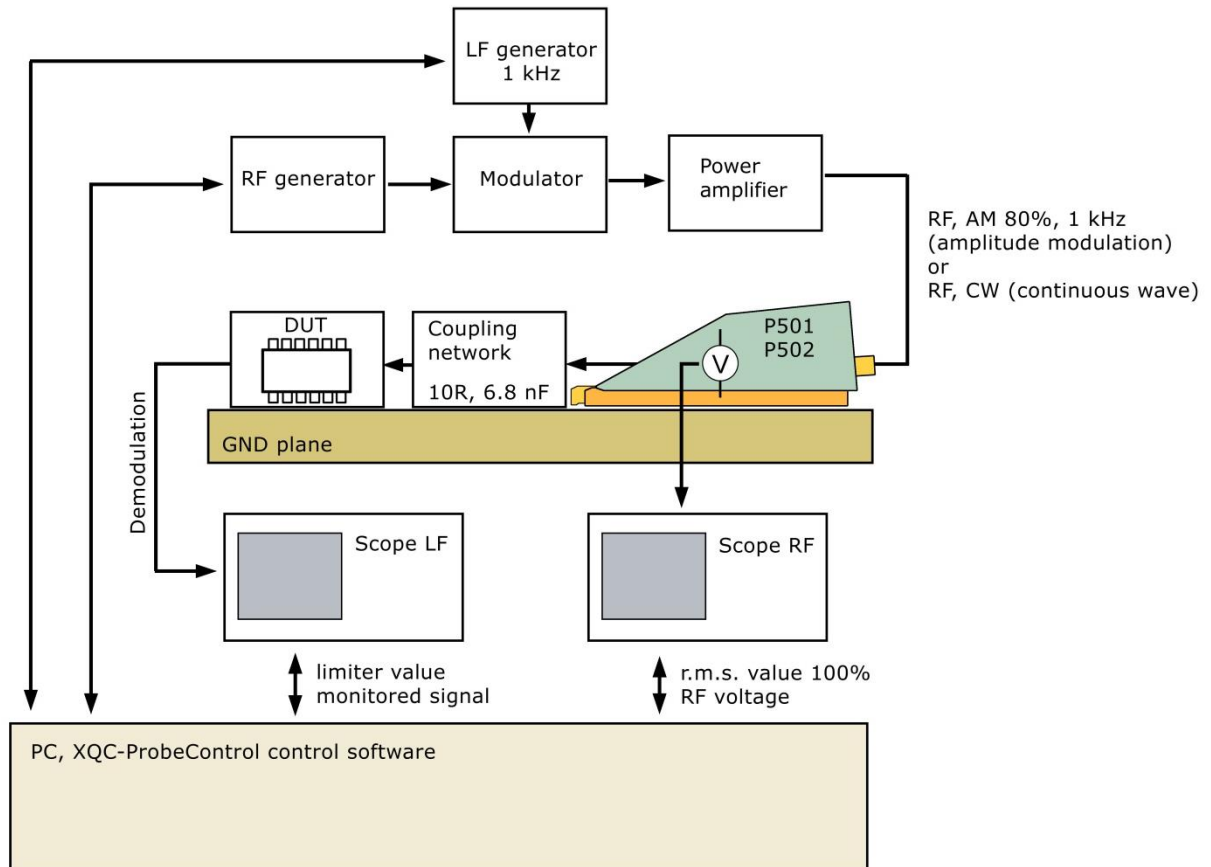 LF generator
1 kHz
RF generator
Modulator
Power
amplifier
RF, AM 80%, 1 kHz
(amplitude modulation)
or
RF, CW (continuous wave)
DUT
Coupling
network
10R, 6.8 nF
P501
P502
V
GND plane
Demodulation
Scope LF
Scope RF
limiter value
monitored signal
r.m.s. value 100%
RF voltage
PC, XQC-ProbeControl control software